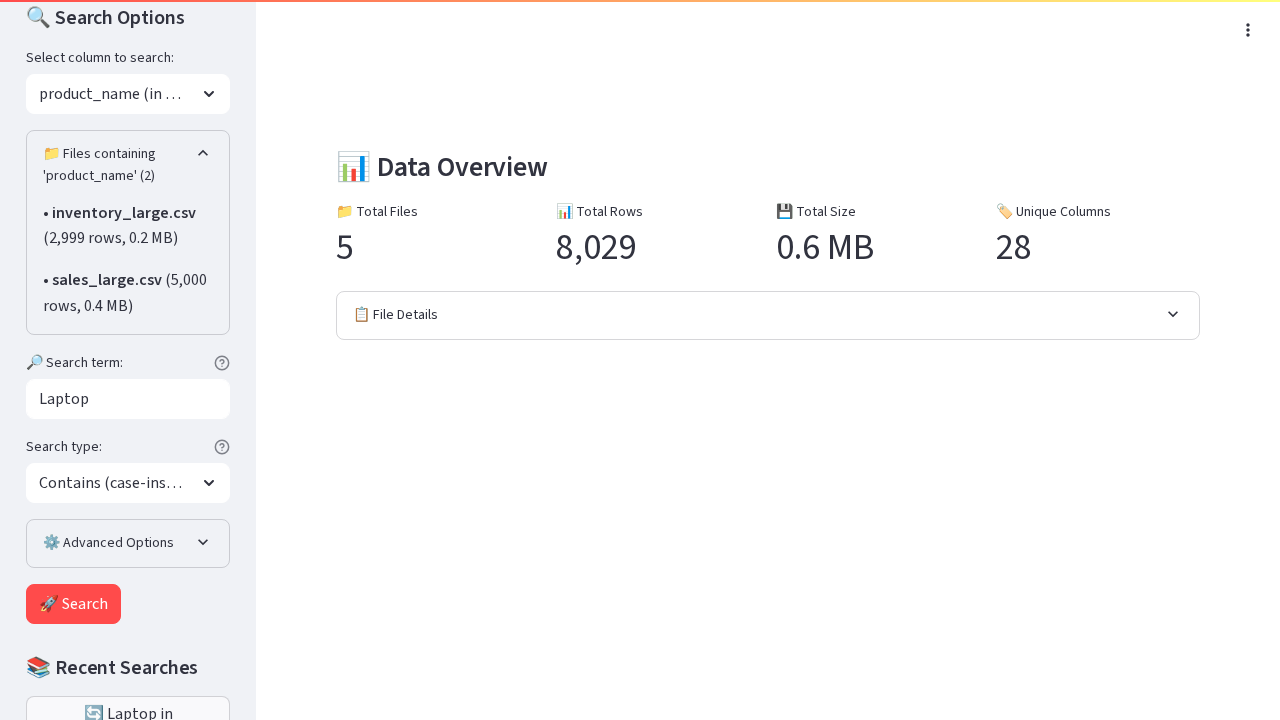 🔍 Search Options
Select column to search:
product_name (in …
📁 Files containing
'product_name' (2)
• inventory_large.csv
(2,999 rows, 0.2 MB)
• sales_large.csv (5,000
rows, 0.4 MB)
🔎 Search term:
Laptop
Search type:
Contains (case-ins…
⚙️ Advanced Options
🚀 Search
📚 Recent Searches
🔄 Laptop in
📊 Data Overview
📁 Total Files
5
📊 Total Rows
8,029
💾 Total Size
0.6 MB
🏷️ Unique Columns
28
📋 File Details